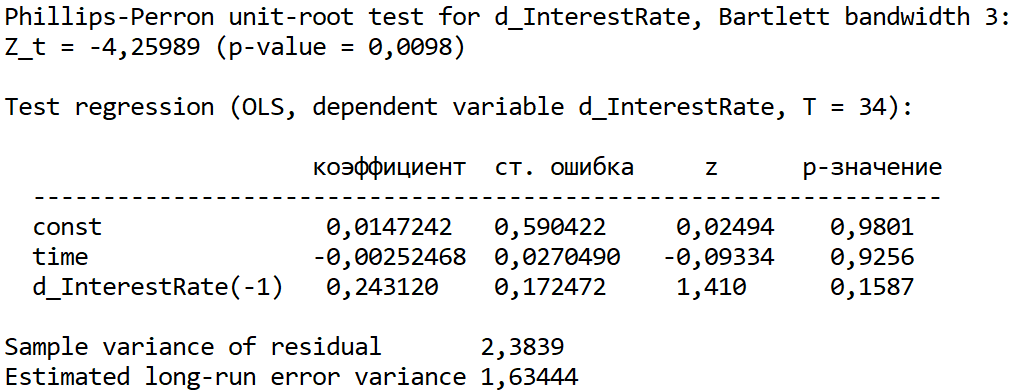 Phillips-Perron unit-root test for d_InterestRate, Bartlett bandwidth 3:
Z_t = -4,25989 (p-value = 0,0098)
Test regression (OLS, dependent variable d_InterestRate, T = 34):
коэффициент ст. ошибка z p-значение
-----------------------------------------------------------------
const 0,0147242 0,590422 0,02494 0,9801
time -0,00252468 0,0270490 -0,09334 0,9256
d_InterestRate(-1) 0,243120 0,172472 1,410 0,1587
Sample variance of residual 2,3839
Estimated long-run error variance 1,63444